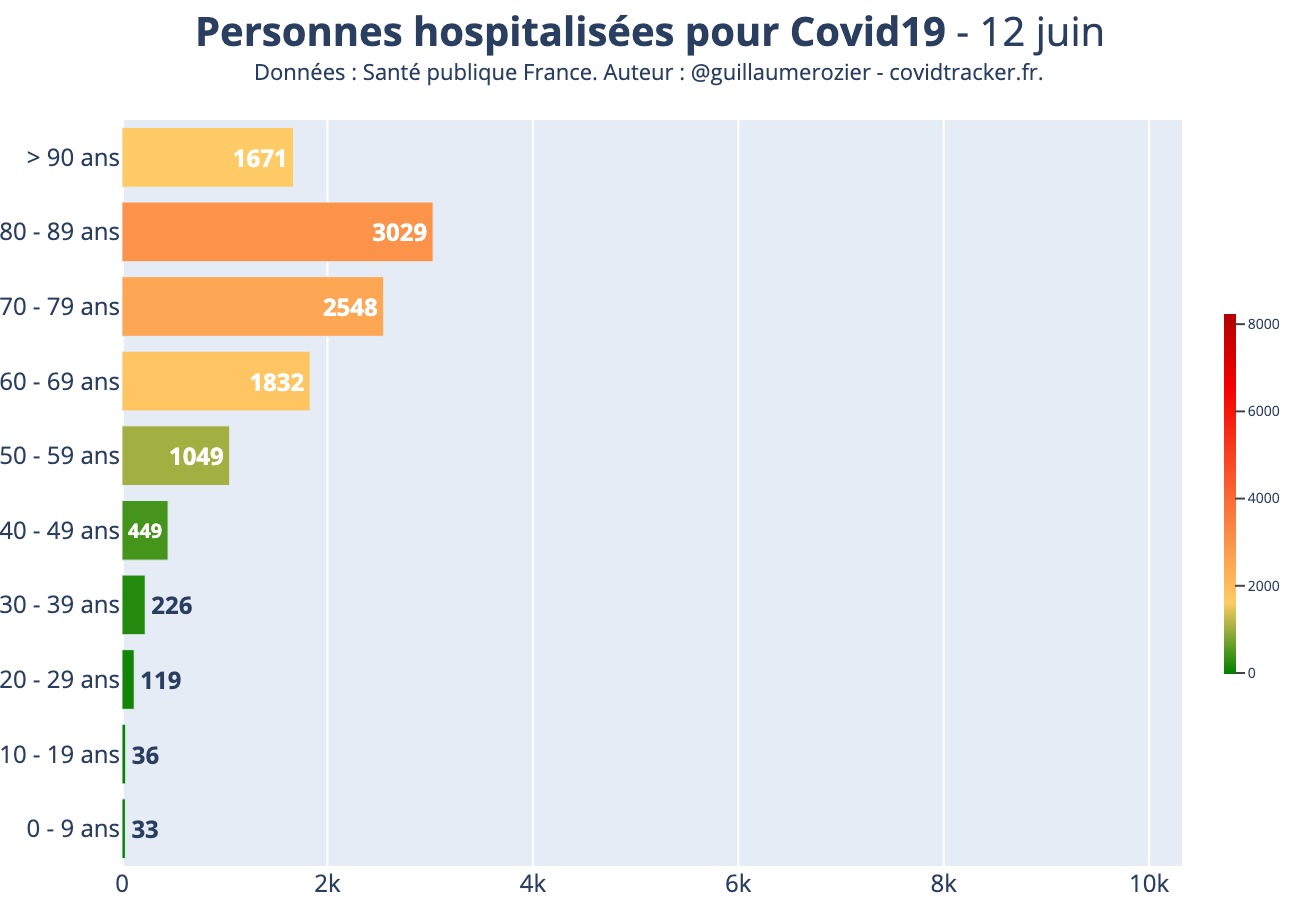 Personnes hospitalisées pour Covid19 - 12 juin
Données : Santé publique France. Auteur : @guillaumerozier - covidtracker.fr.
> 90 ans 1671
80 - 89 ans 3029
70 - 79 ans 2548
60 - 69 ans 1832
50 - 59 ans 1049
40 - 49 ans 449
30 - 39 ans 226
20 - 29 ans 119
10 - 19 ans 36
0 - 9 ans 33
0 2k 4k 6k 8k 10k
8000
6000
4000
2000
0